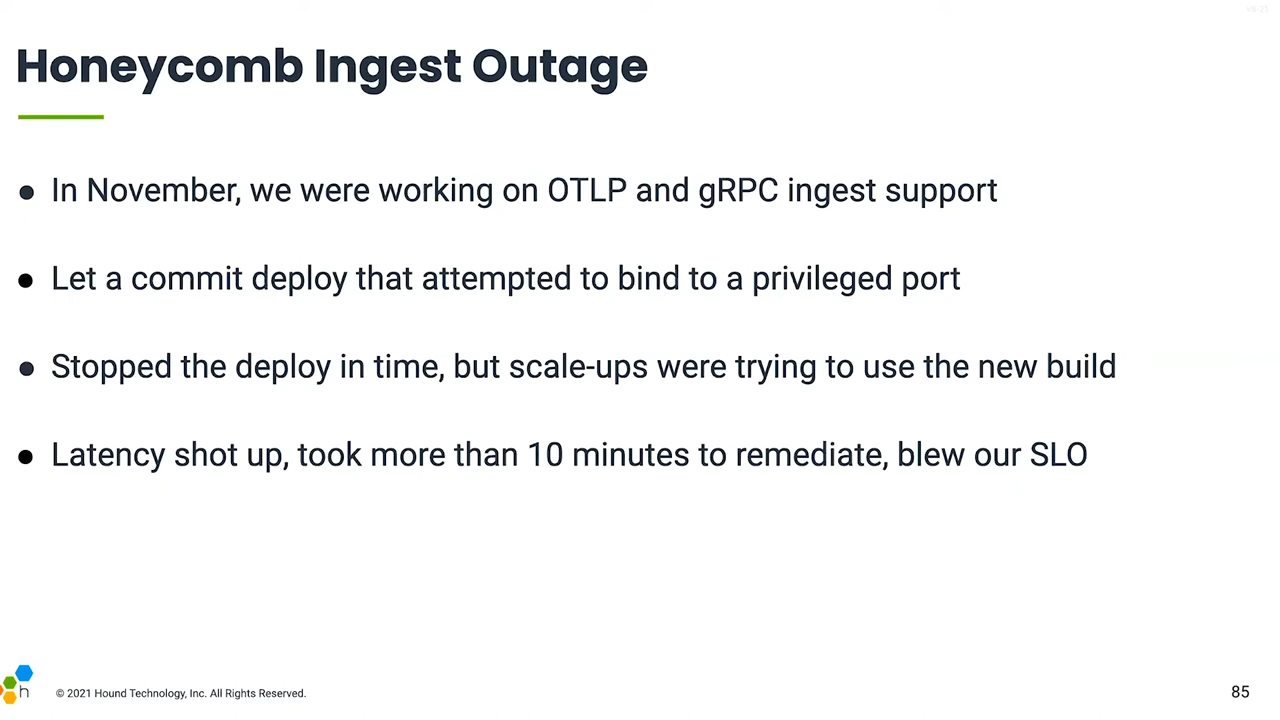 Honeycomb Ingest Outage
● In November, we were working on OTLP and gRPC ingest support
● Let a commit deploy that attempted to bind to a privileged port
● Stopped the deploy in time, but scale-ups were trying to use the new build
● Latency shot up, took more than 10 minutes to remediate, blew our SLO
h
© 2021 Hound Technology, Inc. All Rights Reserved.
85